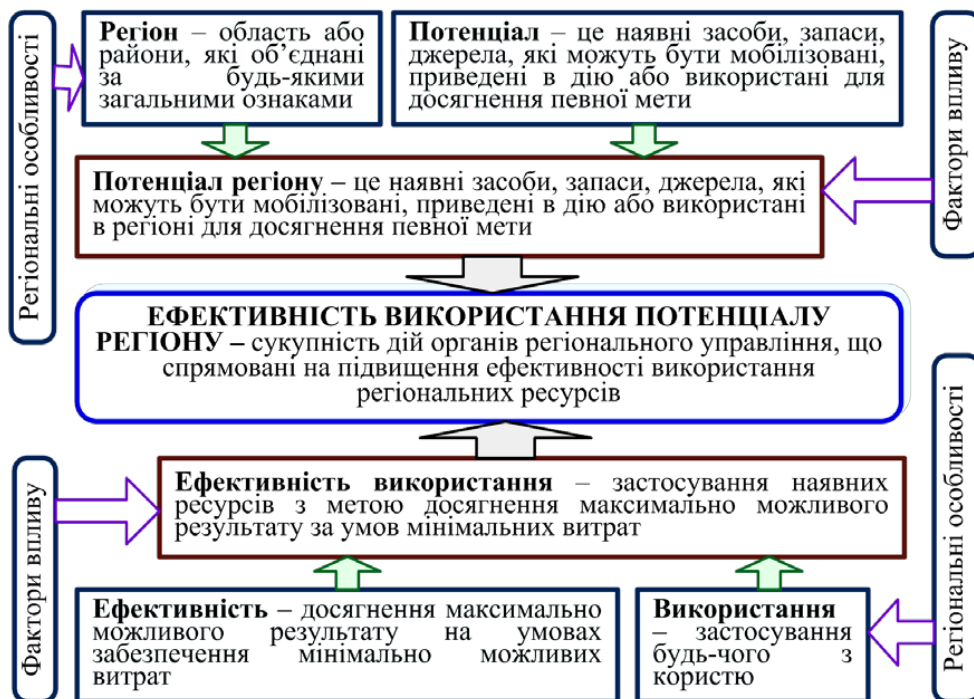 Регіональні особливості
Регіон – область або
райони, які об’єднані
за будь-якими
загальними ознаками
Потенціал – це наявні засоби, запаси,
джерела, які можуть бути мобілізовані,
приведені в дію або використані для
досягнення певної мети
Фактори впливу
Потенціал регіону – це наявні засоби, запаси, джерела, які
можуть бути мобілізовані, приведені в дію або використані
в регіоні для досягнення певної мети
ЕФЕКТИВНІСТЬ ВИКОРИСТАННЯ ПОТЕНЦІАЛУ
РЕГІОНУ – сукупність дій органів регіонального управління, що
спрямовані на підвищення ефективності використання
регіональних ресурсів
Фактори впливу
Ефективність використання – застосування наявних
ресурсів з метою досягнення максимально можливого
результату за умов мінімальних витрат
Регіональні особливості
Ефективність – досягнення максимально
можливого результату на умовах
забезпечення мінімально можливих
витрат
Використання
– застосування
будь-чого з
користю